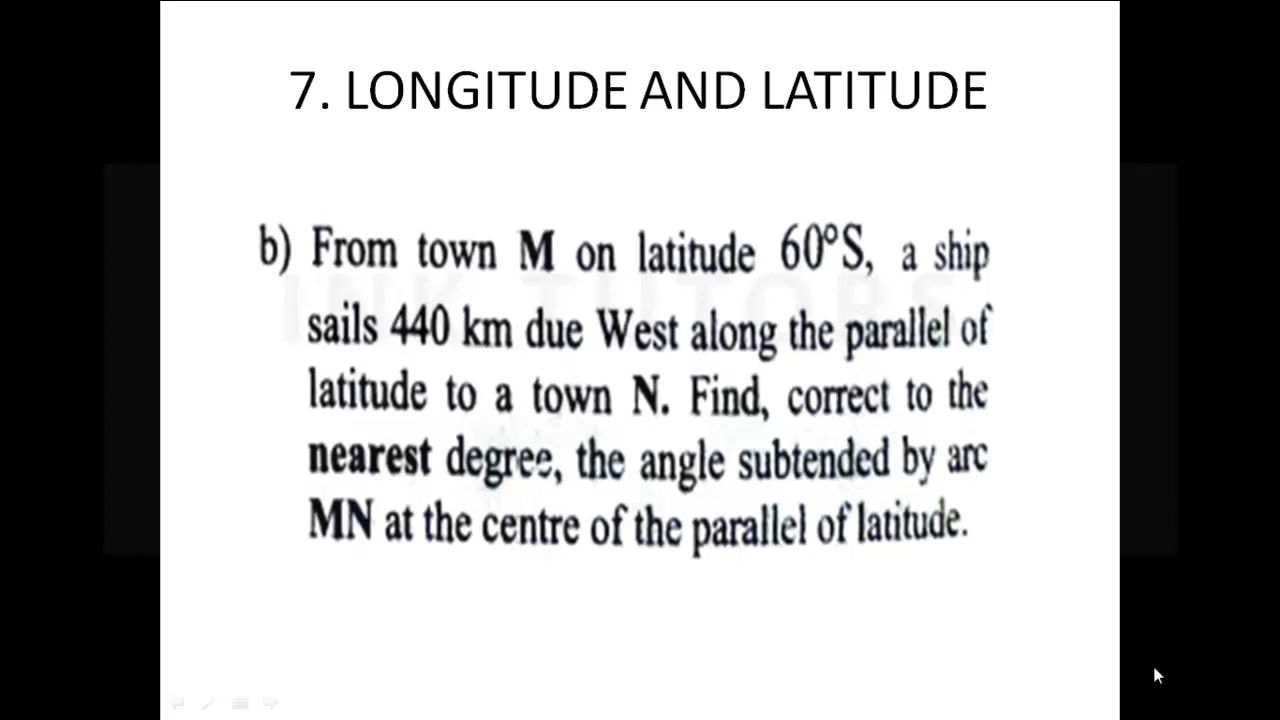 7. LONGITUDE AND LATITUDE
b) From town M on latitude 60°S, a ship
sails 440 km due West along the parallel of
latitude to a town N. Find, correct to the
nearest degree, the angle subtended by arc
MN at the centre of the parallel of latitude.
INK TUTORS